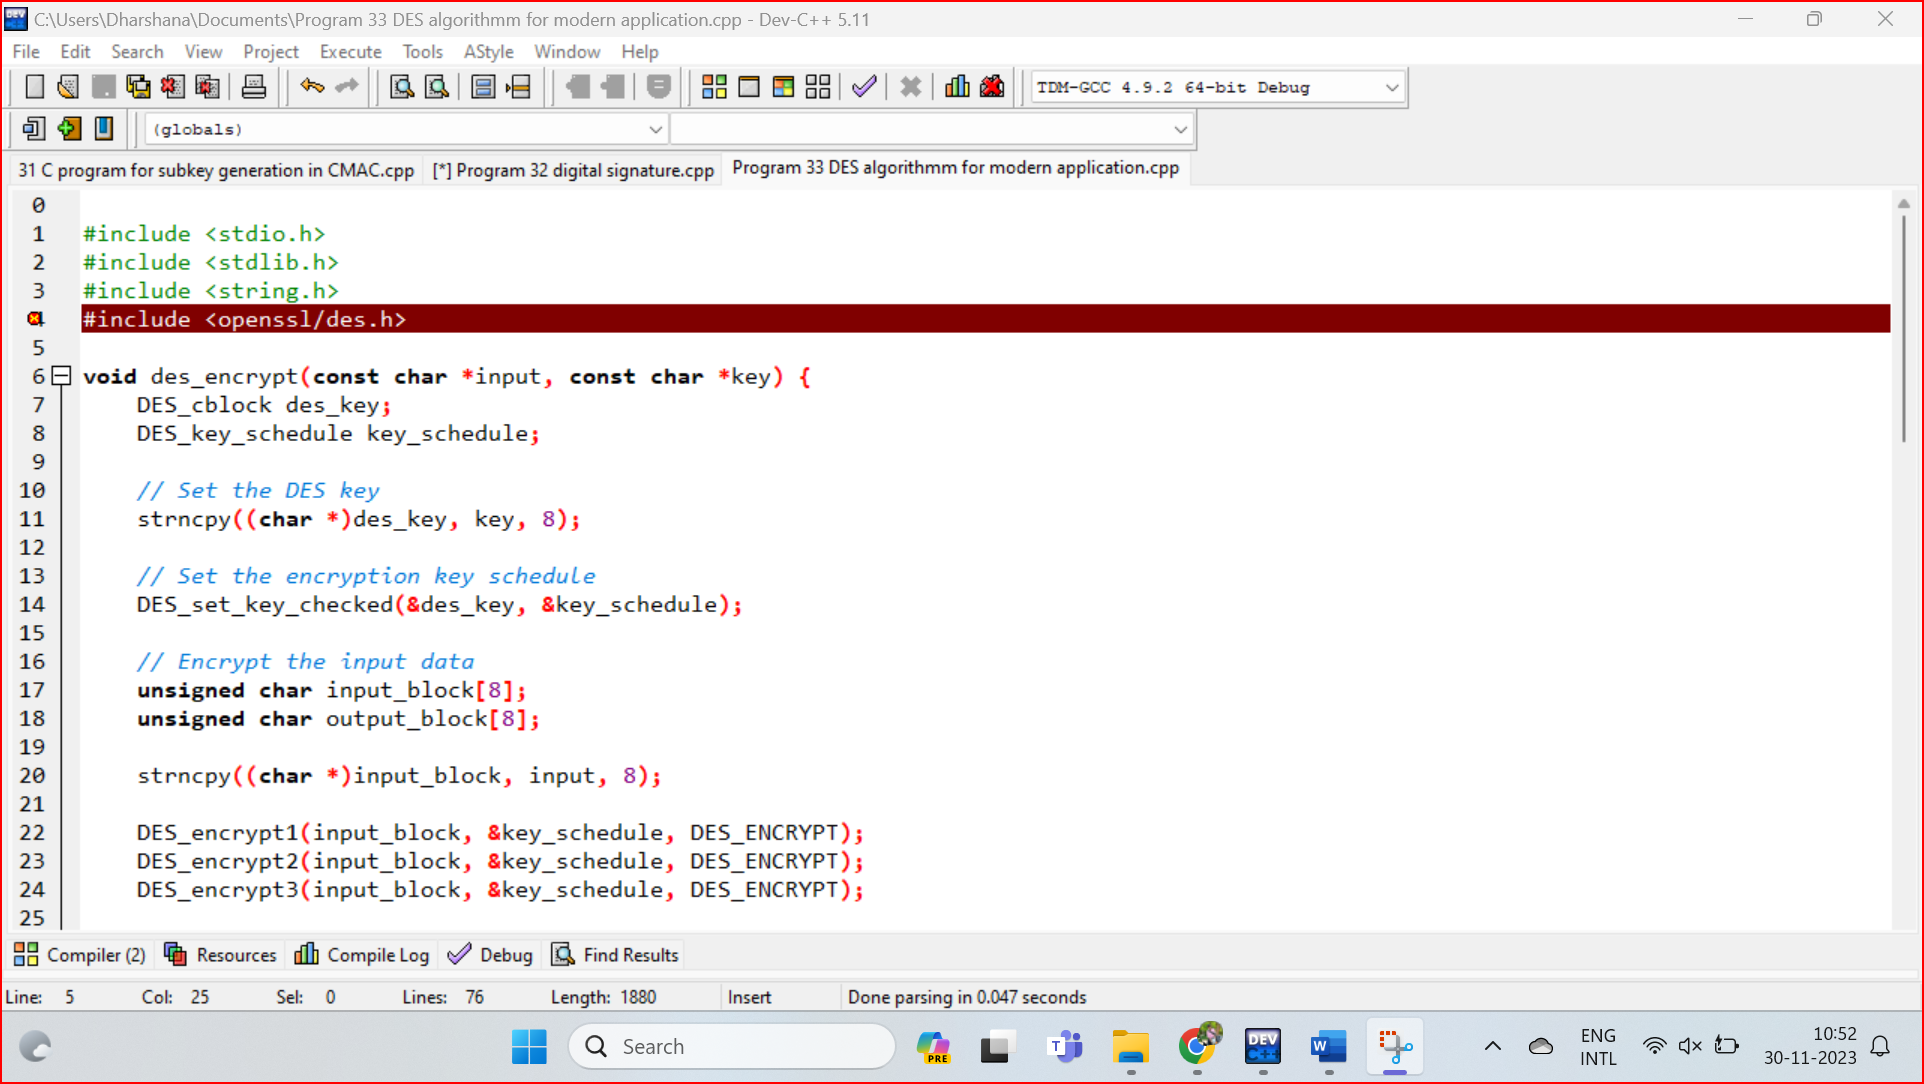 C:\Users\Dharshana\Documents\Program 33 DES algorithmm for modern application.cpp - Dev-C++ 5.11
File Edit Search View Project Execute Tools AStyle Window Help
TDM-GCC 4.9.2 64-bit Debug
(globals)
31 C program for subkey generation in CMAC.cpp [*] Program 32 digital signature.cpp Program 33 DES algorithmm for modern application.cpp
0
1 #include <stdio.h>
2 #include <stdlib.h>
3 #include <string.h>
4 #include <openssl/des.h>
5
6 void des_encrypt(const char *input, const char *key) {
7 DES_cblock des_key;
8 DES_key_schedule key_schedule;
9
10 // Set the DES key
11 strncpy((char *)des_key, key, 8);
12
13 // Set the encryption key schedule
14 DES_set_key_checked(&des_key, &key_schedule);
15
16 // Encrypt the input data
17 unsigned char input_block[8];
18 unsigned char output_block[8];
19
20 strncpy((char *)input_block, input, 8);
21
22 DES_encrypt1(input_block, &key_schedule, DES_ENCRYPT);
23 DES_encrypt2(input_block, &key_schedule, DES_ENCRYPT);
24 DES_encrypt3(input_block, &key_schedule, DES_ENCRYPT);
25
Compiler (2) Resources Compile Log Debug Find Results
Line: 5 Col: 25 Sel: 0 Lines: 76 Length: 1880 Insert Done parsing in 0.047 seconds
Search
PRE
T
DEV C++
W
ENG
INTL
10:52
30-11-2023